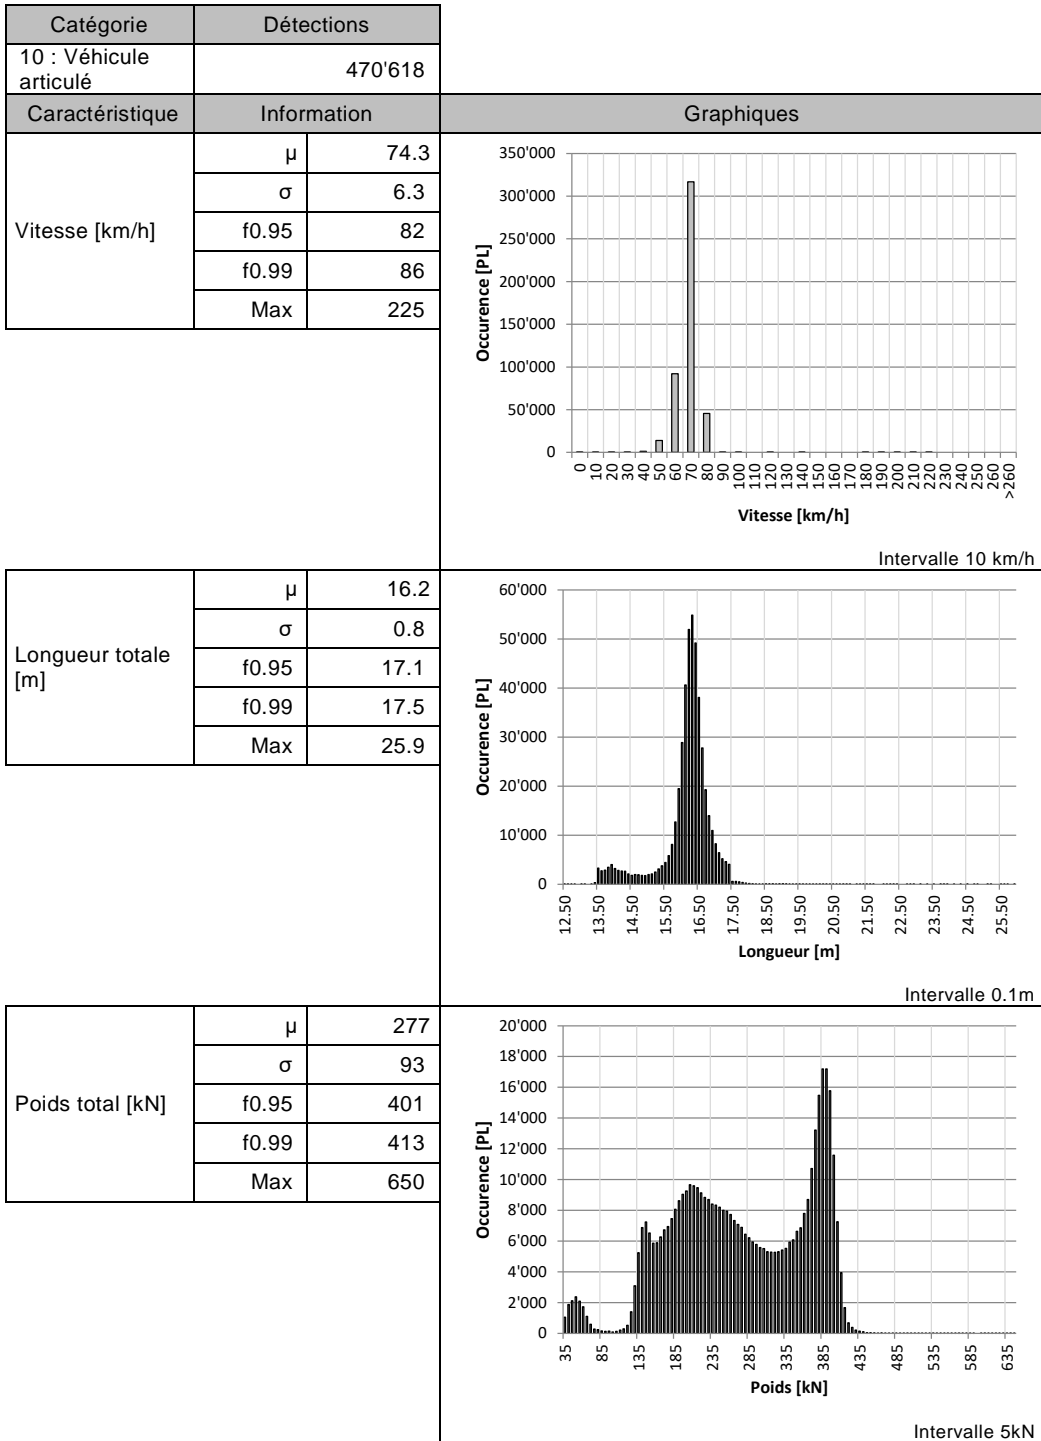 Catégorie Détections
10 : Véhicule
articulé 470'618
Caractéristique Information Graphiques
Vitesse [km/h]
µ 74.3
σ 6.3
f0.95 82
f0.99 86
Max 225
Occurence [PL]
350'000
300'000
250'000
200'000
150'000
100'000
50'000
0
0 10 20 30 40 50 60 70 80 90 100 110 120 130 140 150 160 170 180 190 200 210 220 230 240 250 260 >260
Vitesse [km/h]
Intervalle 10 km/h
Longueur totale
[m]
µ 16.2
σ 0.8
f0.95 17.1
f0.99 17.5
Max 25.9
Occurence [PL]
60'000
50'000
40'000
30'000
20'000
10'000
0
12.50 13.50 14.50 15.50 16.50 17.50 18.50 19.50 20.50 21.50 22.50 23.50 24.50 25.50
Longueur [m]
Intervalle 0.1m
Poids total [kN]
µ 277
σ 93
f0.95 401
f0.99 413
Max 650
Occurence [PL]
20'000
18'000
16'000
14'000
12'000
10'000
8'000
6'000
4'000
2'000
0
35 85 135 185 235 285 335 385 435 485 535 585 635
Poids [kN]
Intervalle 5kN